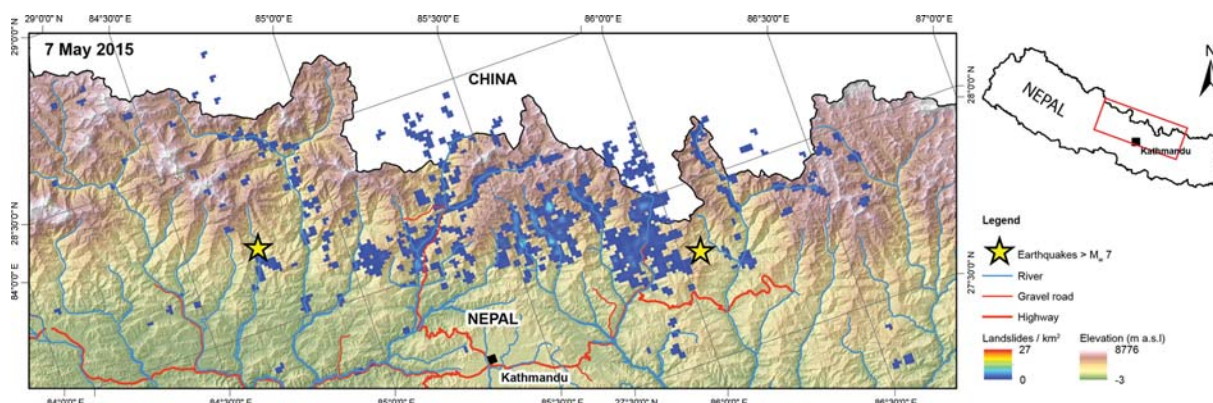 29°0'0" N
84°30'0" E
85°0'0" E
85°30'0" E
86°0'0" E
86°30'0" E
87°0'0" E
29°0'0" N
7 May 2015
CHINA
28°0'0" N
28°30'0" N
84°0'0" E
27°30'0" N
NEPAL
Kathmandu
84°0'0" E
84°30'0" E
85°0'0" E
85°30'0" E
27°30'0" N
86°0'0" E
86°30'0" E
N
NEPAL
Kathmandu
Legend
Earthquakes > Mw 7
River
Gravel road
Highway
Landslides / km²
27
0
Elevation (m a.s.l)
8776
-3